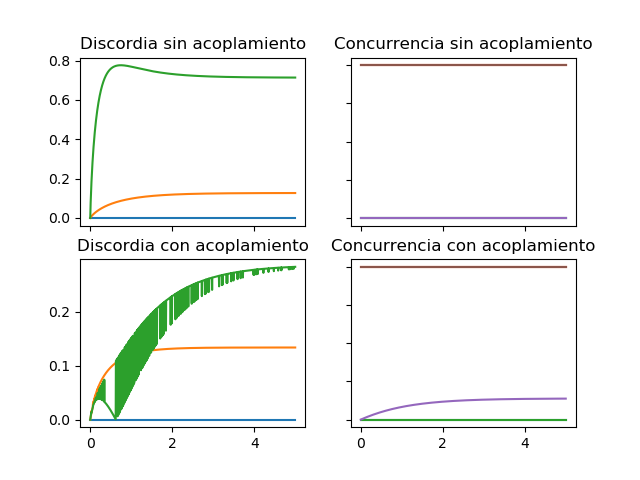 Discordia sin acoplamiento
Concurrencia sin acoplamiento
0.8
0.6
0.4
0.2
0.0
Discordia con acoplamiento
Concurrencia con acoplamiento
0.2
0.1
0.0
0 2 4
0 2 4